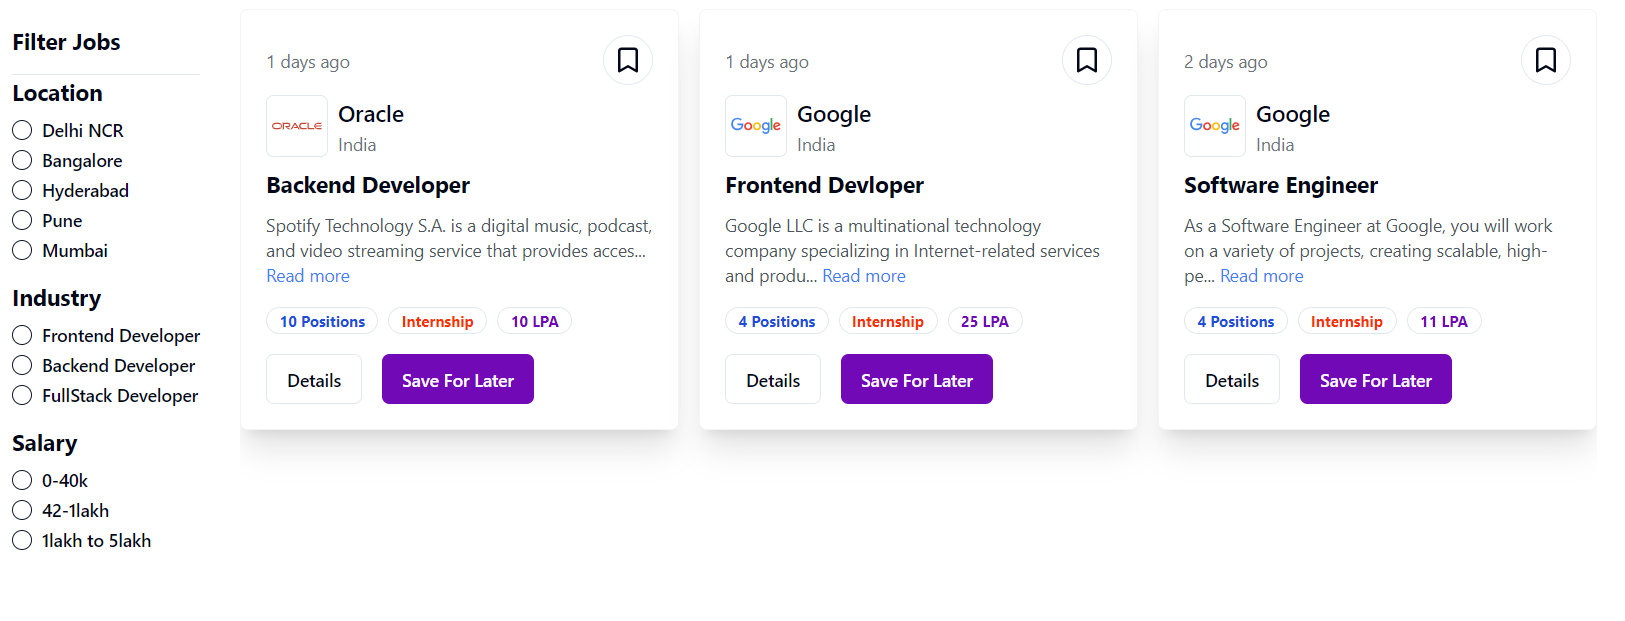 Filter Jobs
Location
Delhi NCR
Bangalore
Hyderabad
Pune
Mumbai
Industry
Frontend Developer
Backend Developer
FullStack Developer
Salary
0-40k
42-1lakh
1lakh to 5lakh
1 days ago
ORACLE
Oracle
India
Backend Developer
Spotify Technology S.A. is a digital music, podcast,
and video streaming service that provides acces...
Read more
10 Positions
Internship
10 LPA
Details
Save For Later
1 days ago
Google
Google
India
Frontend Devloper
Google LLC is a multinational technology
company specializing in Internet-related services
and produ... Read more
4 Positions
Internship
25 LPA
Details
Save For Later
2 days ago
Google
Google
India
Software Engineer
As a Software Engineer at Google, you will work
on a variety of projects, creating scalable, high-
pe... Read more
4 Positions
Internship
11 LPA
Details
Save For Later